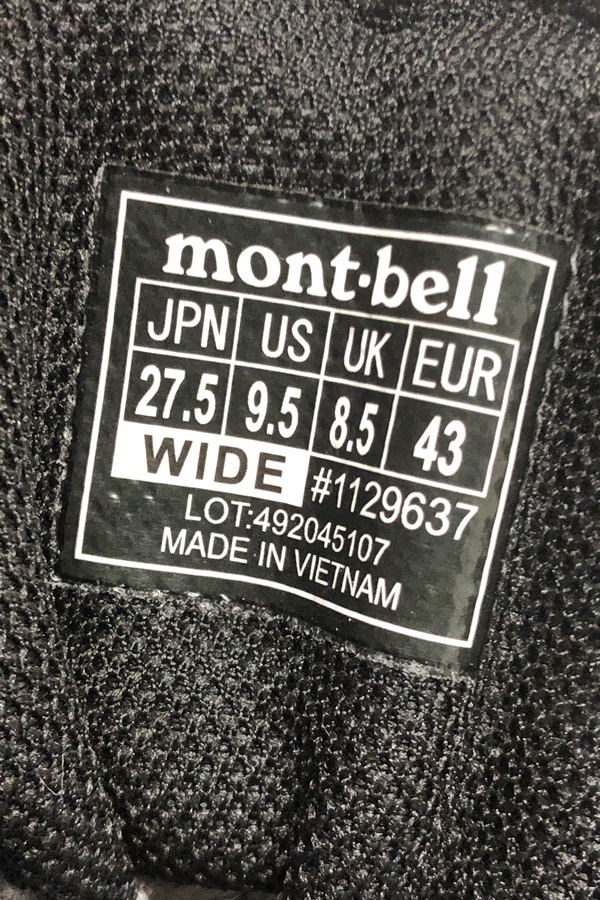 mont·bell
JPN US UK EUR
27.5 9.5 8.5 43
WIDE #1129637
LOT:492045107
MADE IN VIETNAM